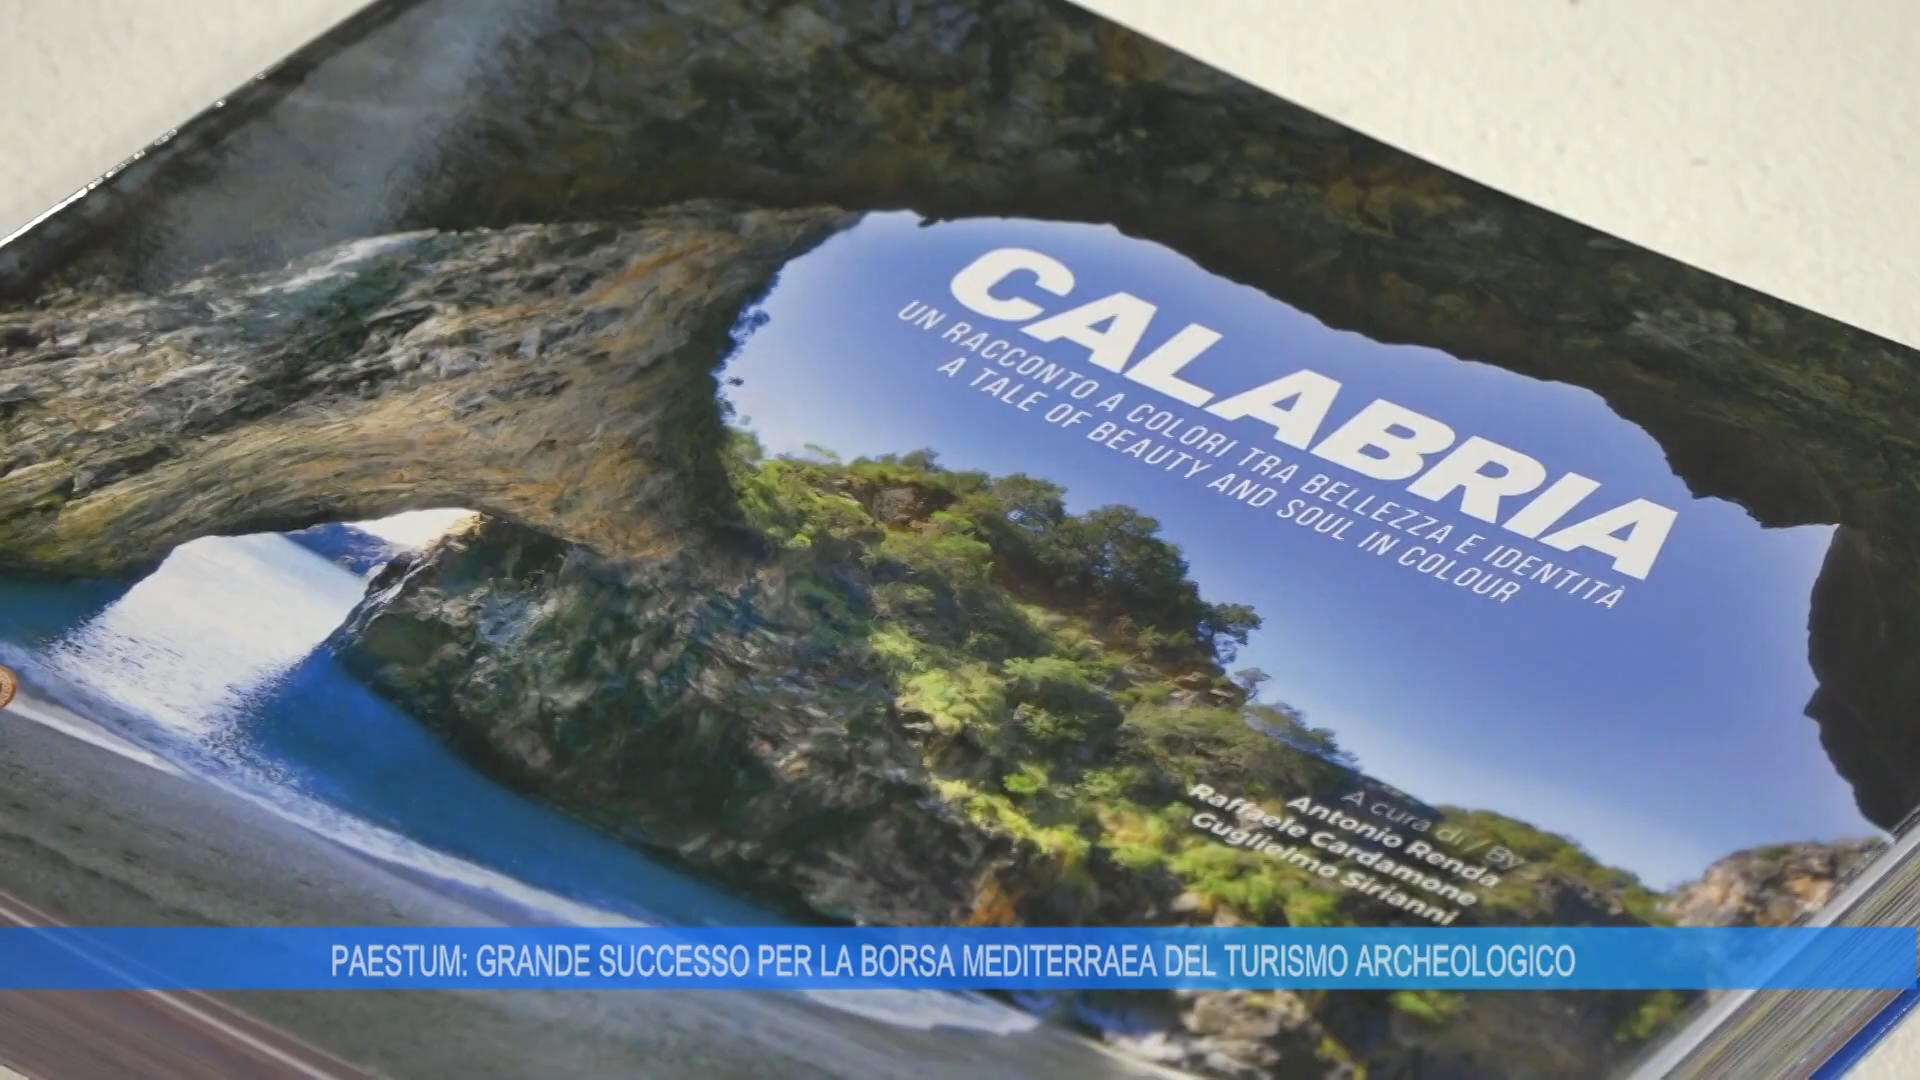 CALABRIA
UN RACCONTO A COLORI TRA BELLEZZA E IDENTITÀ
A TALE OF BEAUTY AND SOUL IN COLOUR
A cura di / By
Antonio Renda
Raffaele Cardamone
Guglielmo Sirianni
PAESTUM: GRANDE SUCCESSO PER LA BORSA MEDITERRAEA DEL TURISMO ARCHEOLOGICO